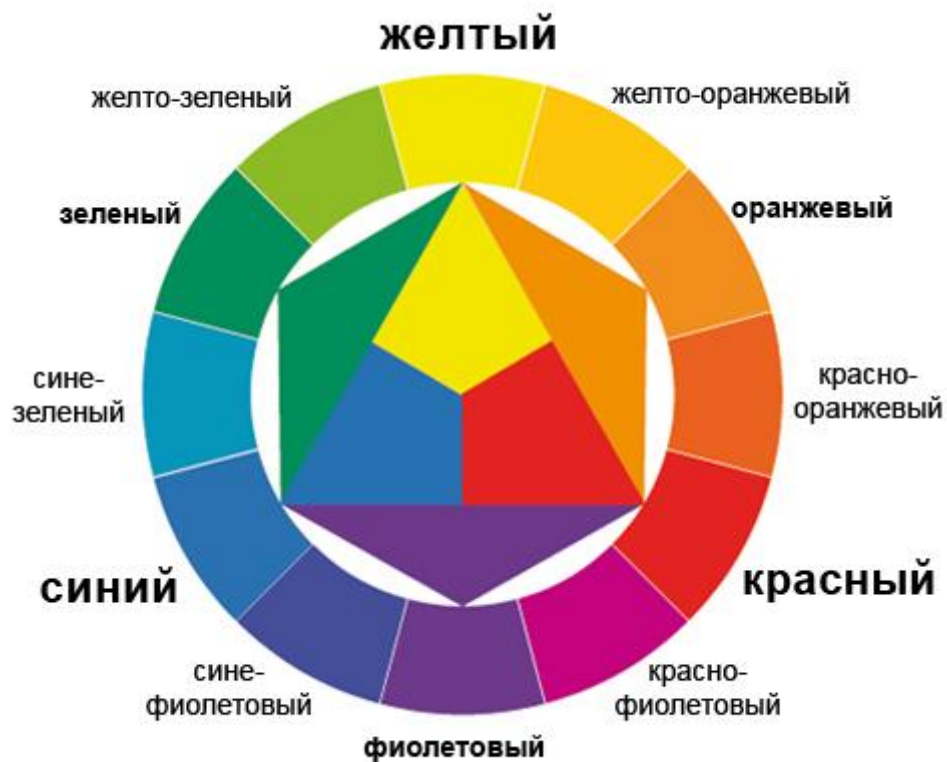 желтый
желто-зеленый
желто-оранжевый
зеленый
оранжевый
сине-
зеленый
красно-
оранжевый
синий
красный
сине-
фиолетовый
красно-
фиолетовый
фиолетовый